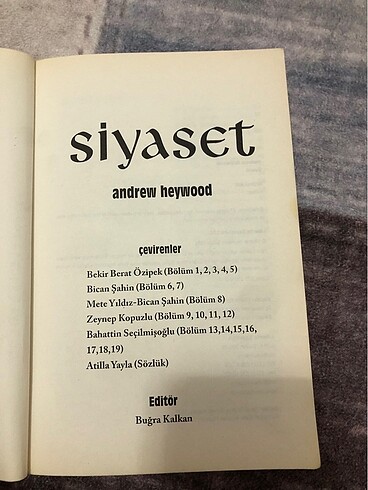 siyaset
andrew heywood
çevirenler
Bekir Berat Özipek (Bölüm 1, 2, 3, 4, 5)
Bican Şahin (Bölüm 6, 7)
Mete Yıldız-Bican Şahin (Bölüm 8)
Zeynep Kopuzlu (Bölüm 9, 10, 11, 12)
Bahattin Seçilmişoğlu (Bölüm 13,14,15,16,
17,18,19)
Atilla Yayla (Sözlük)
Editör
Buğra Kalkan